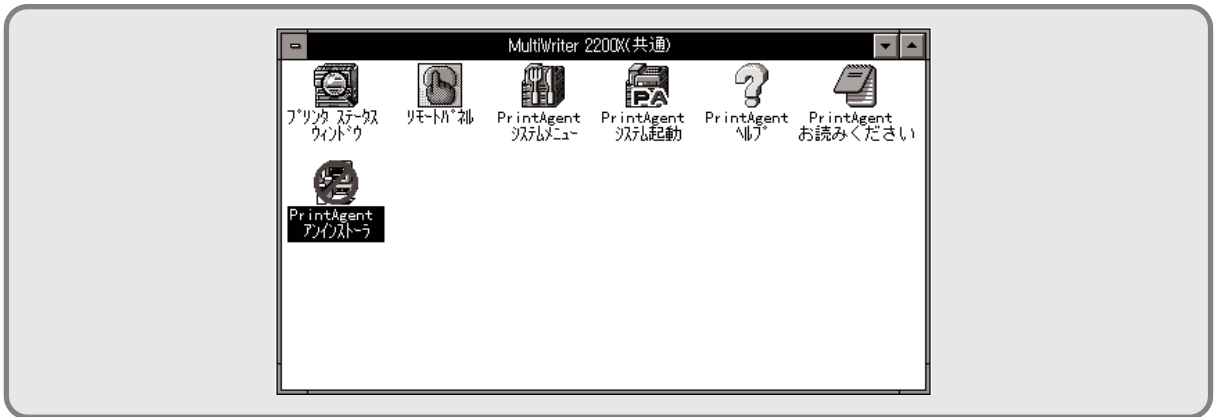 MultiWriter 2200X(共通)
プリンタ ステータス
ウィンドウ
リモートパネル
PrintAgent
システムメニュー
PrintAgent
システム起動
PrintAgent
ヘルプ
PrintAgent
お読みください
PA
PrintAgent
アンインストーラ